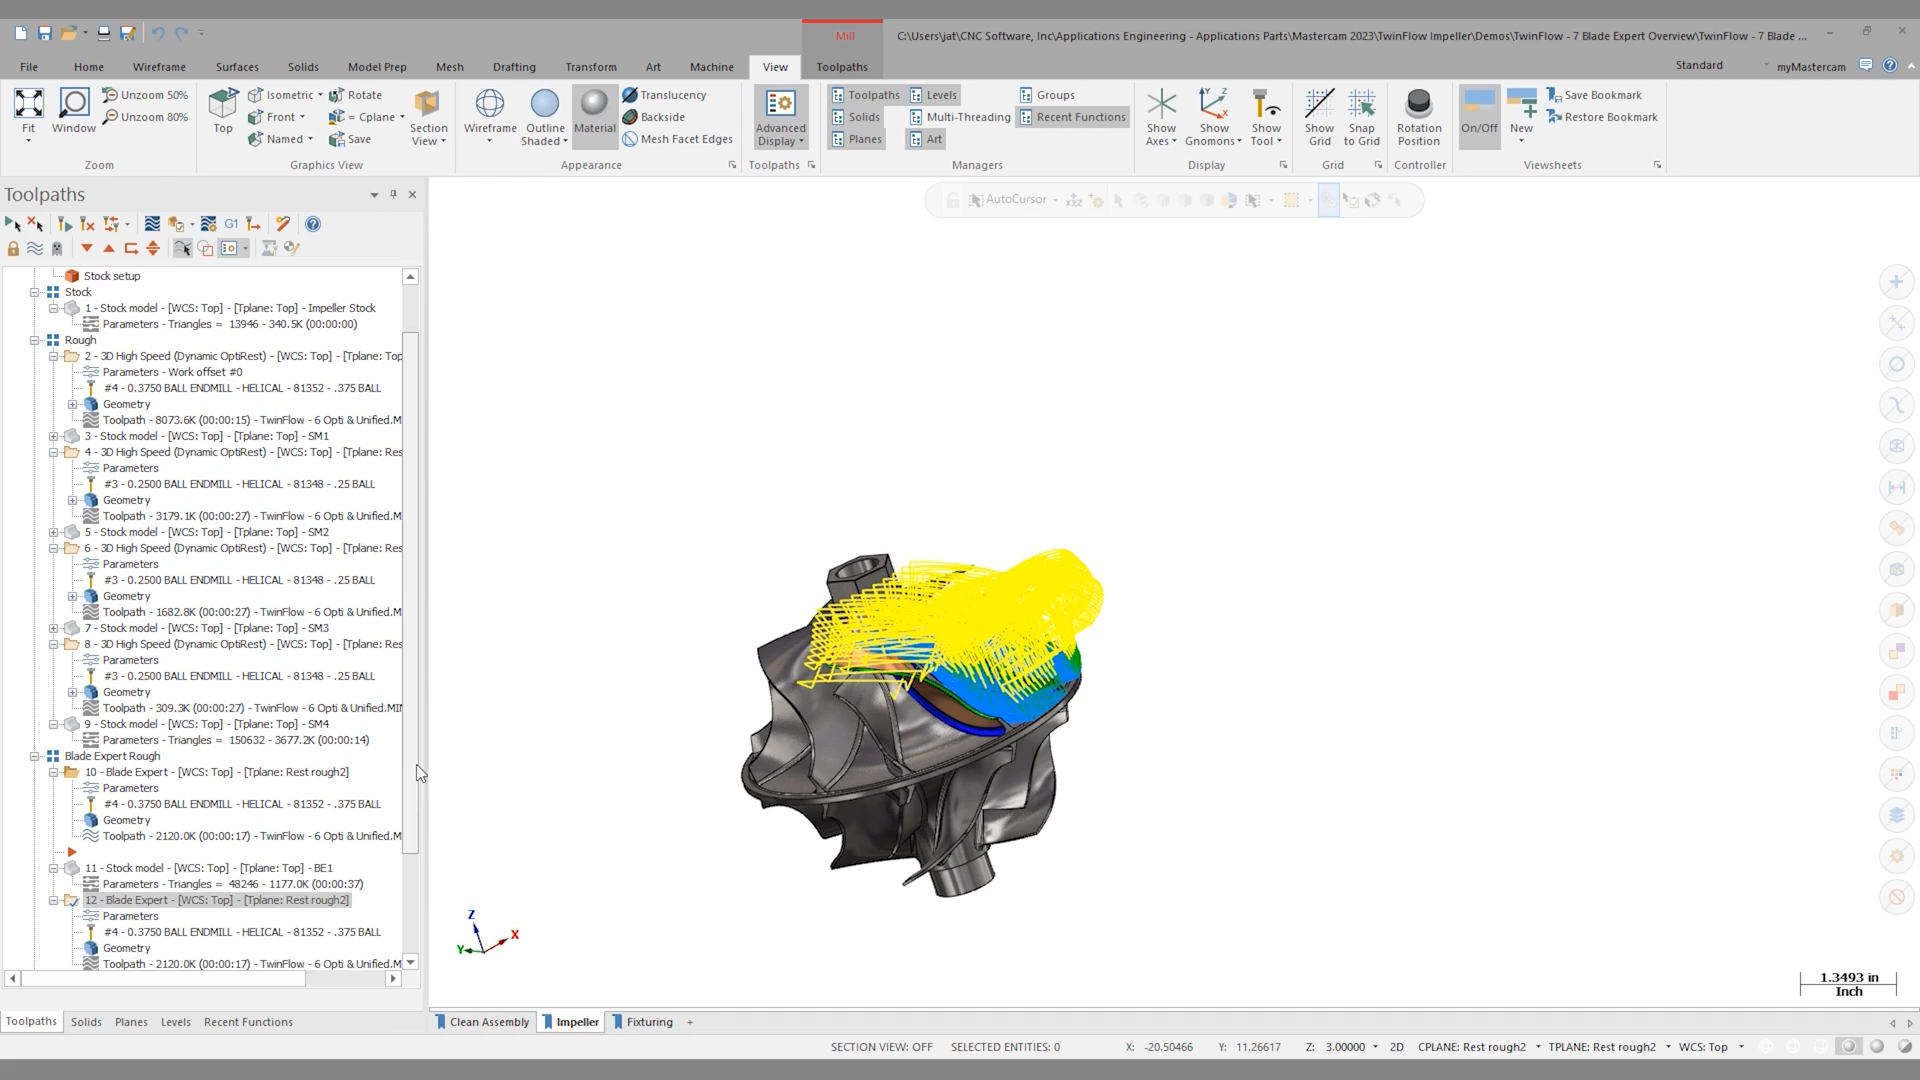 Mill
C:\Users\jat\CNC Software, Inc\Applications Engineering - Applications Parts\Mastercam 2023\TwinFlow Impeller\Demos\TwinFlow - 7 Blade Expert Overview\TwinFlow - 7 Blade ...
File Home Wireframe Surfaces Solids Model Prep Mesh Drafting Transform Art Machine View Toolpaths Standard myMastercam
Fit
Window
Unzoom 50%
Unzoom 80%
Zoom
Top
Isometric
Front
Named
Rotate
= Cplane
Save
Section View
Graphics View
Wireframe
Outline Shaded
Material
Translucency
Backside
Mesh Facet Edges
Appearance
Advanced Display
Toolpaths
Toolpaths
Solids
Planes
Levels
Multi-Threading
Art
Groups
Recent Functions
Managers
Show Axes
Show Gnomons
Show Tool
Display
Show Grid
Snap to Grid
Grid
Rotation Position
Controller
On/Off
New
Save Bookmark
Restore Bookmark
Viewsheets
Toolpaths
G1
AutoCursor
Stock setup
Stock
1 - Stock model - [WCS: Top] - [Tplane: Top] - Impeller Stock
Parameters - Triangles = 13946 - 340.5K (00:00:00)
Rough
2 - 3D High Speed (Dynamic OptiRest) - [WCS: Top] - [Tplane: Top
Parameters - Work offset #0
#4 - 0.3750 BALL ENDMILL - HELICAL - 81352 - .375 BALL
Geometry
Toolpath - 8073.6K (00:00:15) - TwinFlow - 6 Opti & Unified.M
3 - Stock model - [WCS: Top] - [Tplane: Top] - SM1
4 - 3D High Speed (Dynamic OptiRest) - [WCS: Top] - [Tplane: Res
Parameters
#3 - 0.2500 BALL ENDMILL - HELICAL - 81348 - .25 BALL
Geometry
Toolpath - 3179.1K (00:00:27) - TwinFlow - 6 Opti & Unified.M
5 - Stock model - [WCS: Top] - [Tplane: Top] - SM2
6 - 3D High Speed (Dynamic OptiRest) - [WCS: Top] - [Tplane: Res
Parameters
#3 - 0.2500 BALL ENDMILL - HELICAL - 81348 - .25 BALL
Geometry
Toolpath - 1682.8K (00:00:27) - TwinFlow - 6 Opti & Unified.M
7 - Stock model - [WCS: Top] - [Tplane: Top] - SM3
8 - 3D High Speed (Dynamic OptiRest) - [WCS: Top] - [Tplane: Res
Parameters
#3 - 0.2500 BALL ENDMILL - HELICAL - 81348 - .25 BALL
Geometry
Toolpath - 309.3K (00:00:27) - TwinFlow - 6 Opti & Unified.MI
9 - Stock model - [WCS: Top] - [Tplane: Top] - SM4
Parameters - Triangles = 150632 - 3677.2K (00:00:14)
Blade Expert Rough
10 - Blade Expert - [WCS: Top] - [Tplane: Rest rough2]
Parameters
#4 - 0.3750 BALL ENDMILL - HELICAL - 81352 - .375 BALL
Geometry
Toolpath - 2120.0K (00:00:17) - TwinFlow - 6 Opti & Unified.M
11 - Stock model - [WCS: Top] - [Tplane: Top] - BE1
Parameters - Triangles = 48246 - 1177.0K (00:00:37)
12 - Blade Expert - [WCS: Top] - [Tplane: Rest rough2]
Parameters
#4 - 0.3750 BALL ENDMILL - HELICAL - 81352 - .375 BALL
Geometry
Toolpath - 2120.0K (00:00:17) - TwinFlow - 6 Opti & Unified.M
Z
X
Y
1.3493 in
Inch
Toolpaths Solids Planes Levels Recent Functions
Clean Assembly Impeller Fixturing +
SECTION VIEW: OFF SELECTED ENTITIES: 0 X: -20.50466 Y: 11.26617 Z: 3.00000 2D CPLANE: Rest rough2 TPLANE: Rest rough2 WCS: Top